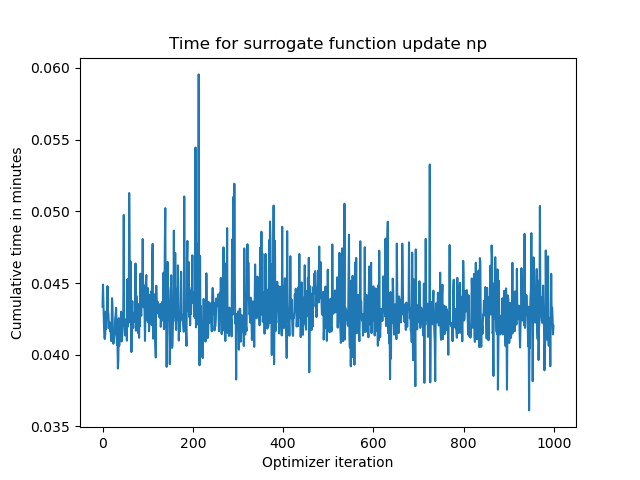 Time for surrogate function update np
Cumulative time in minutes
0.060
0.055
0.050
0.045
0.040
0.035
0 200 400 600 800 1000
Optimizer iteration